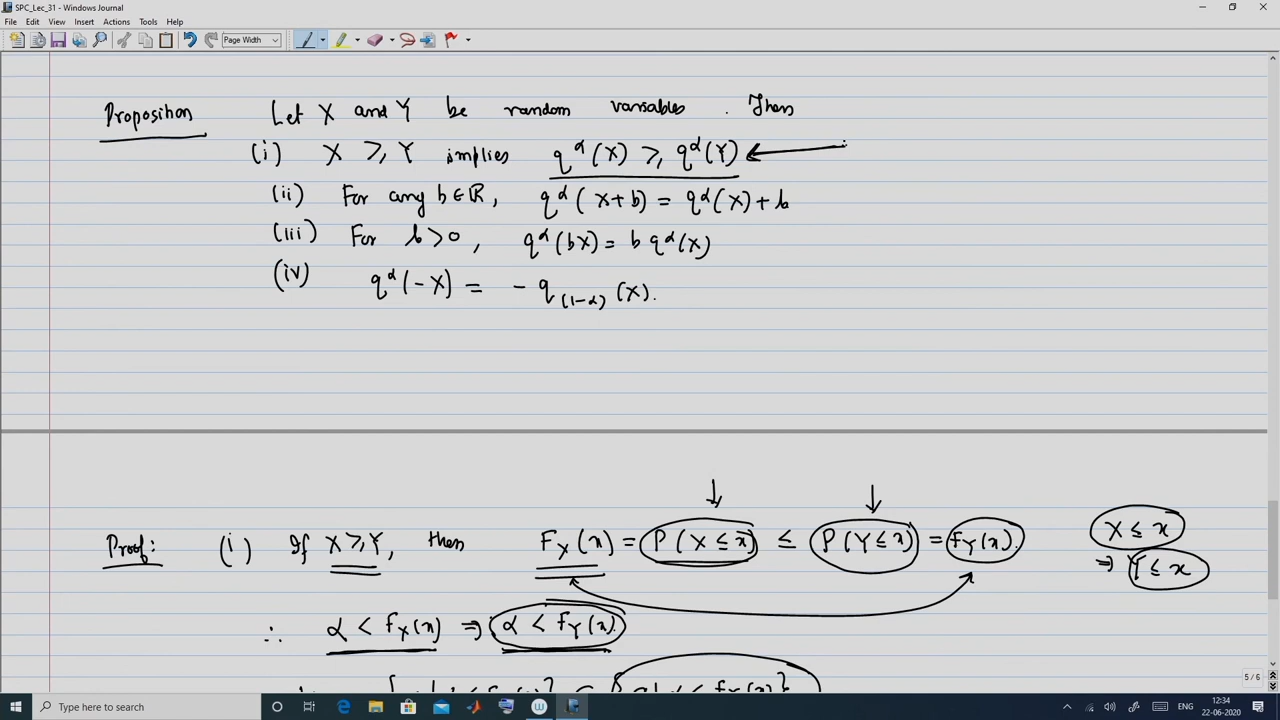 SPC_Lec_31 - Windows Journal
File Edit View Insert Actions Tools Help
Page Width
Proposition Let X and Y be random variables. Then
(i) X ≥ Y implies q^α(X) ≥ q^α(Y)
(ii) For any b ∈ ℝ, q^α(X+b) = q^α(X) + b
(iii) For b > 0, q^α(bX) = b q^α(X)
(iv) q^α(-X) = - q_(1-α) (X).
Proof: (i) If X ≥ Y, then F_X(x) = P(X ≤ x) ≤ P(Y ≤ x) = F_Y(x).
X ≤ x
⇒ Y ≤ x
∴ α < F_X(x) ⇒ α < F_Y(x).
5 / 6
Type here to search
ENG
12:34
22-06-2020